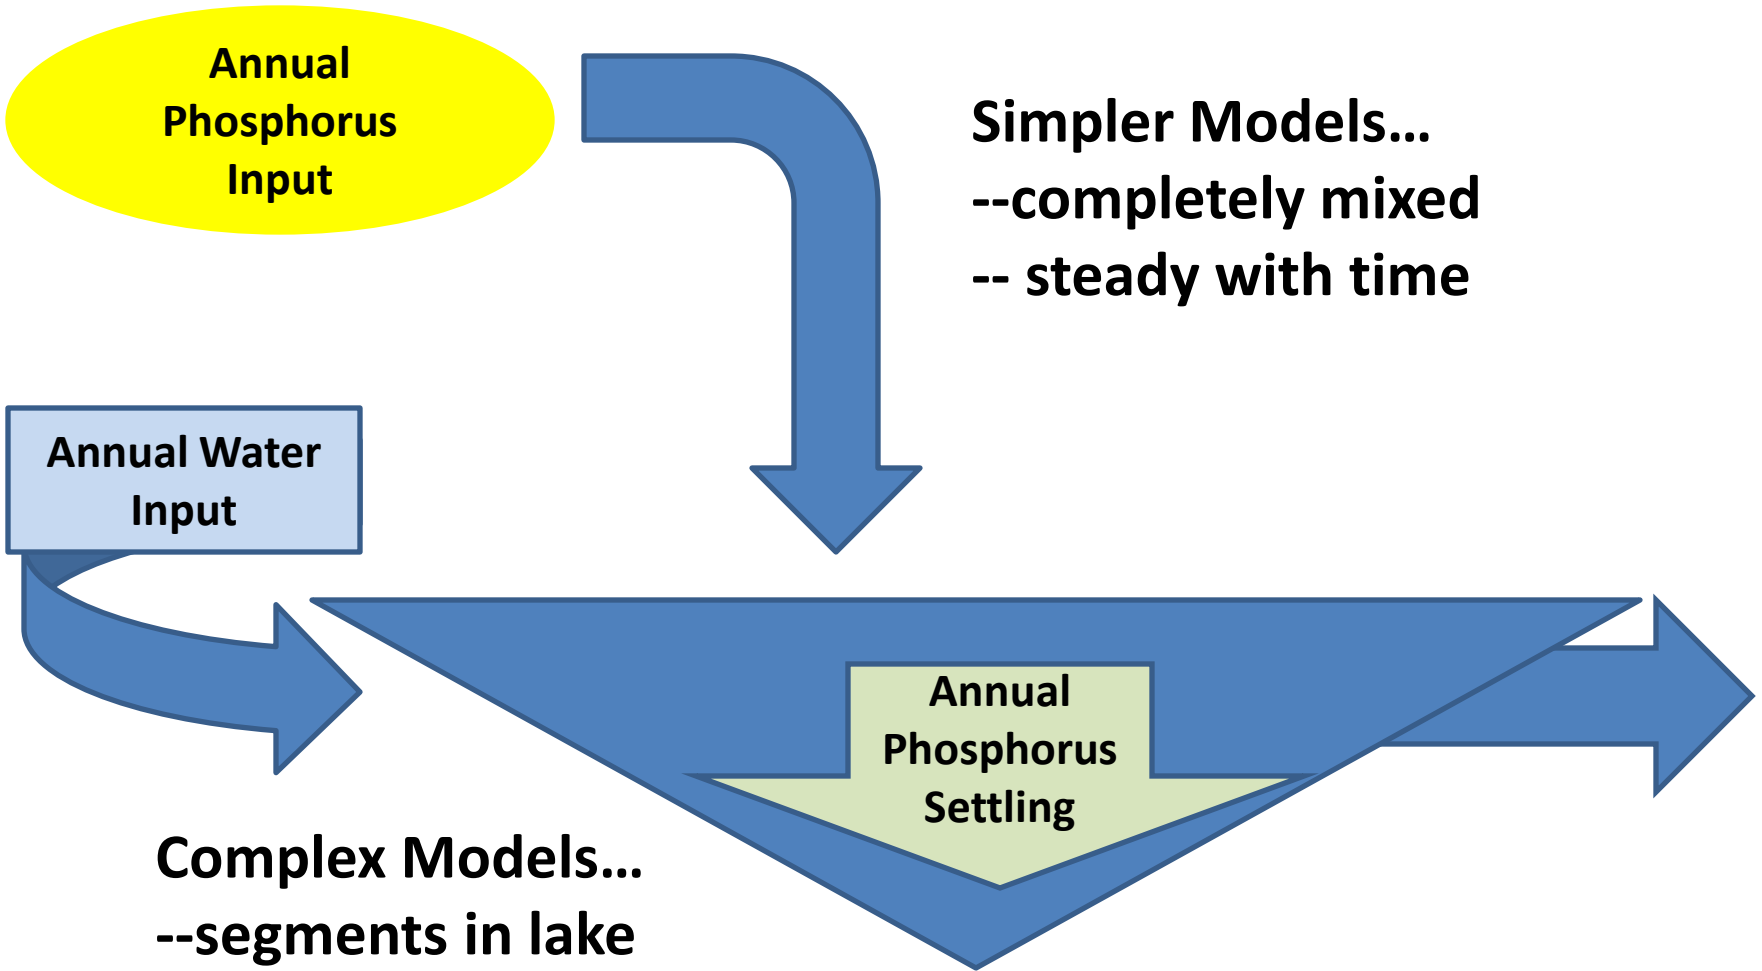 Annual
Phosphorus
Input
Simpler Models…
--completely mixed
-- steady with time
Annual Water
Input
Annual
Phosphorus
Settling
Complex Models…
--segments in lake